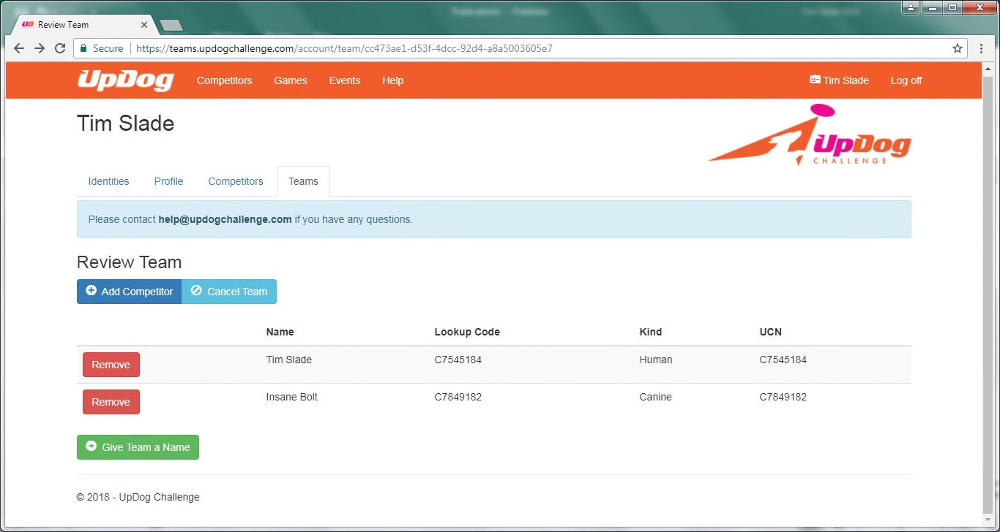 Review Team
Secure https://teams.updogchallenge.com/account/team/cc473ae1-d53f-4dcc-92d4-a8a5003605e7
UpDog Competitors Games Events Help Tim Slade Log off
Tim Slade
UpDog
CHALLENGE
Identities Profile Competitors Teams
Please contact help@updogchallenge.com if you have any questions.
Review Team
Add Competitor Cancel Team
Name Lookup Code Kind UCN
Remove Tim Slade C7545184 Human C7545184
Remove Insane Bolt C7849182 Canine C7849182
Give Team a Name
© 2018 - UpDog Challenge